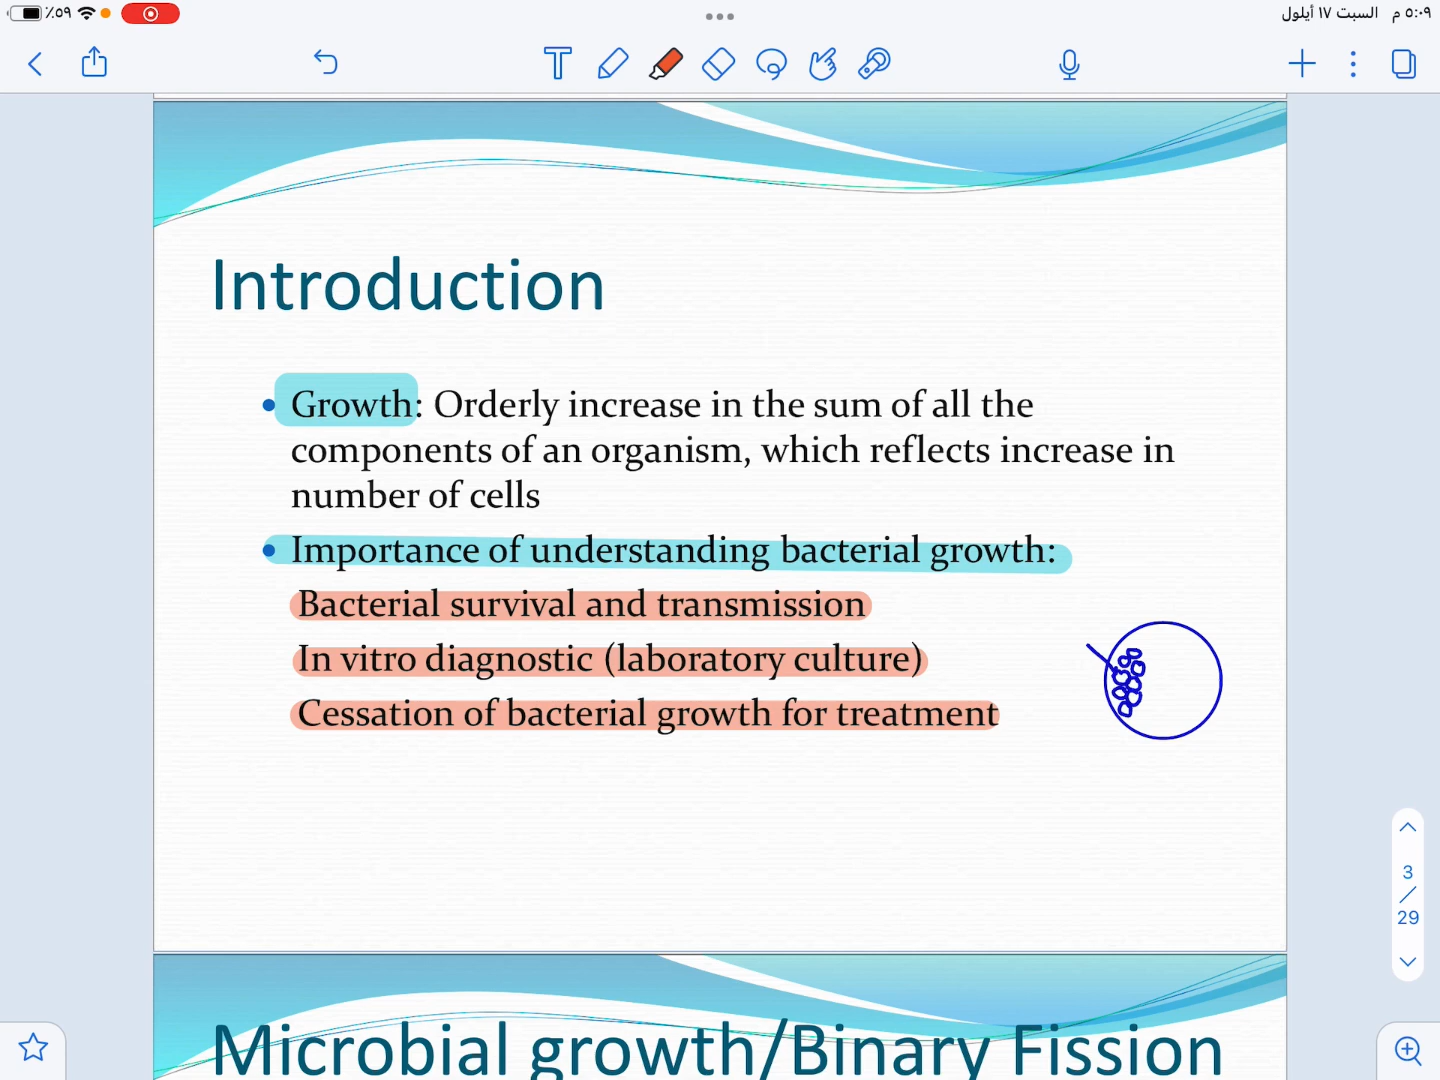 ٪٥٩
السبت ١٧ أيلول ٥:٠٩ م
Introduction
Growth: Orderly increase in the sum of all the
components of an organism, which reflects increase in
number of cells
Importance of understanding bacterial growth:
Bacterial survival and transmission
In vitro diagnostic (laboratory culture)
Cessation of bacterial growth for treatment
3
/
29
Microbial growth/Binary Fission